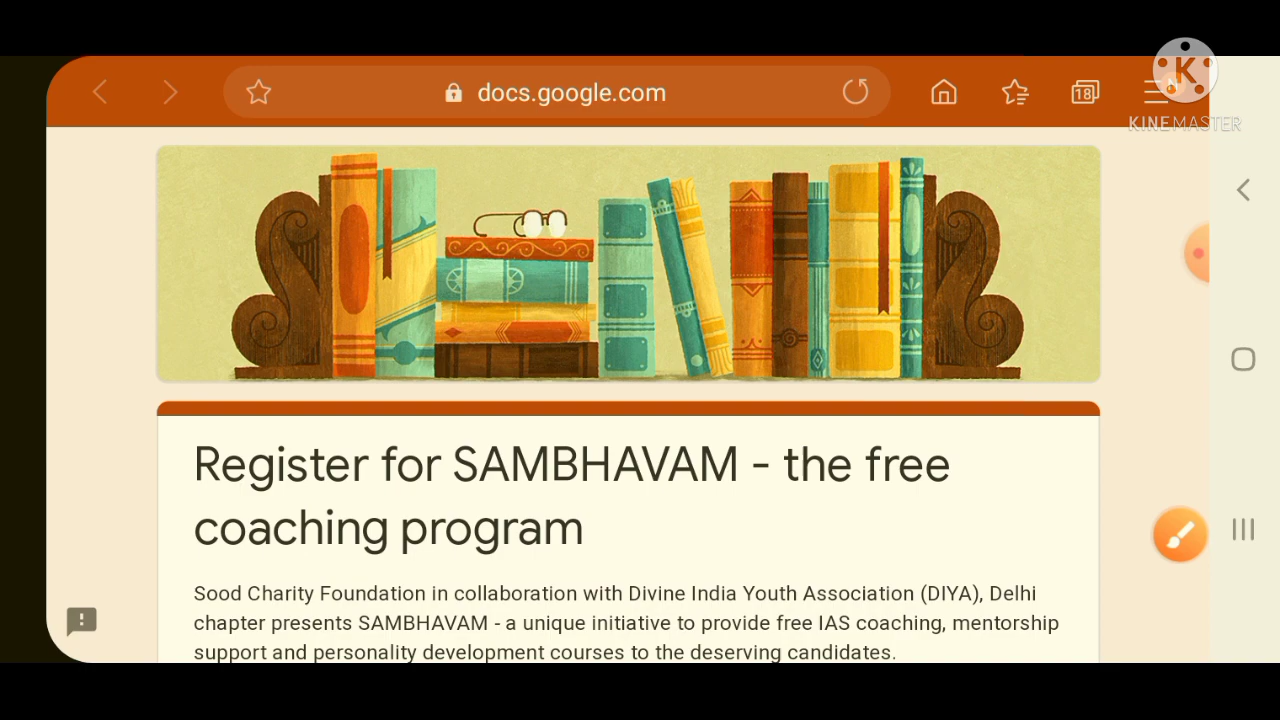 docs.google.com
18
K
KINEMASTER
Register for SAMBHAVAM - the free
coaching program
Sood Charity Foundation in collaboration with Divine India Youth Association (DIYA), Delhi
chapter presents SAMBHAVAM - a unique initiative to provide free IAS coaching, mentorship
support and personality development courses to the deserving candidates.